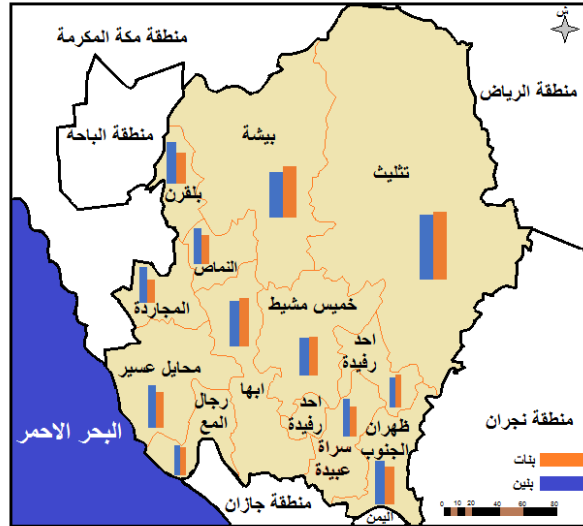 ش
منطقة مكة المكرمة
منطقة الرياض
منطقة الباحة
بيشة
تثليث
بلقرن
النماص
المجاردة
خميس مشيط
احد
رفيدة
محايل عسير
ابها
رجال
المع
احد
رفيدة
ظهران
الجنوب
سراة
عبيدة
البحر الاحمر
منطقة نجران
بنات
بنين
منطقة جازان
اليمن
0 10 20 40 60 80